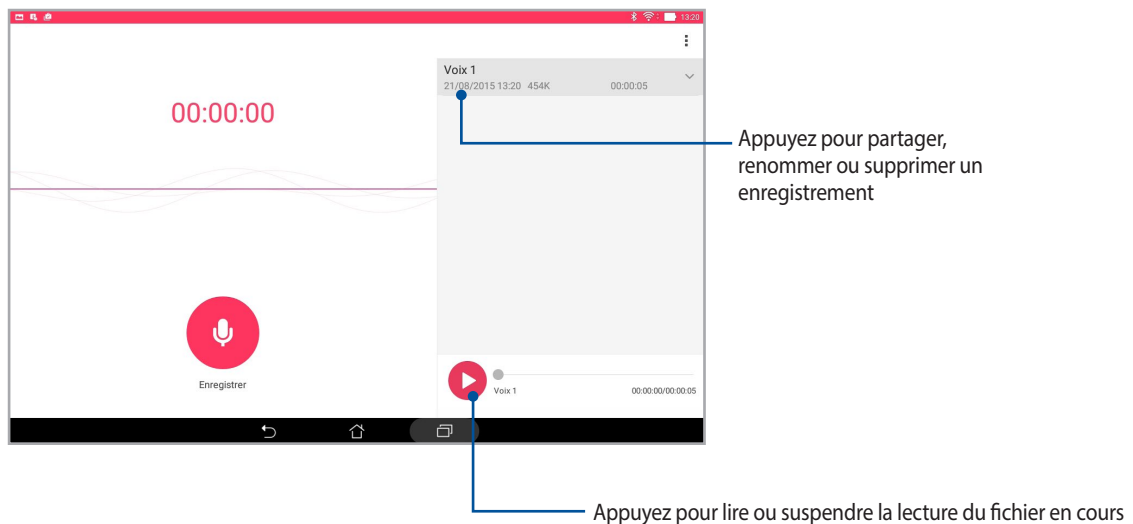 13:20
00:00:00
Enregistrer
Voix 1
21/08/2015 13:20 454K 00:00:05
Voix 1 00:00:00/00:00:05
Appuyez pour partager,
renommer ou supprimer un
enregistrement
Appuyez pour lire ou suspendre la lecture du fichier en cours